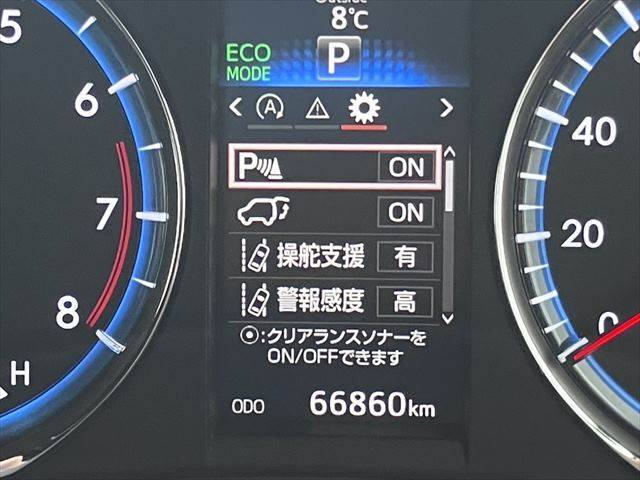 Outside
8°C
ECO
MODE
P
A
P ON
ON
操舵支援 有
警報感度 高
⦿:クリアランスソナーを
ON/OFFできます
ODO 66860km
5
6
7
8
H
40
20
0